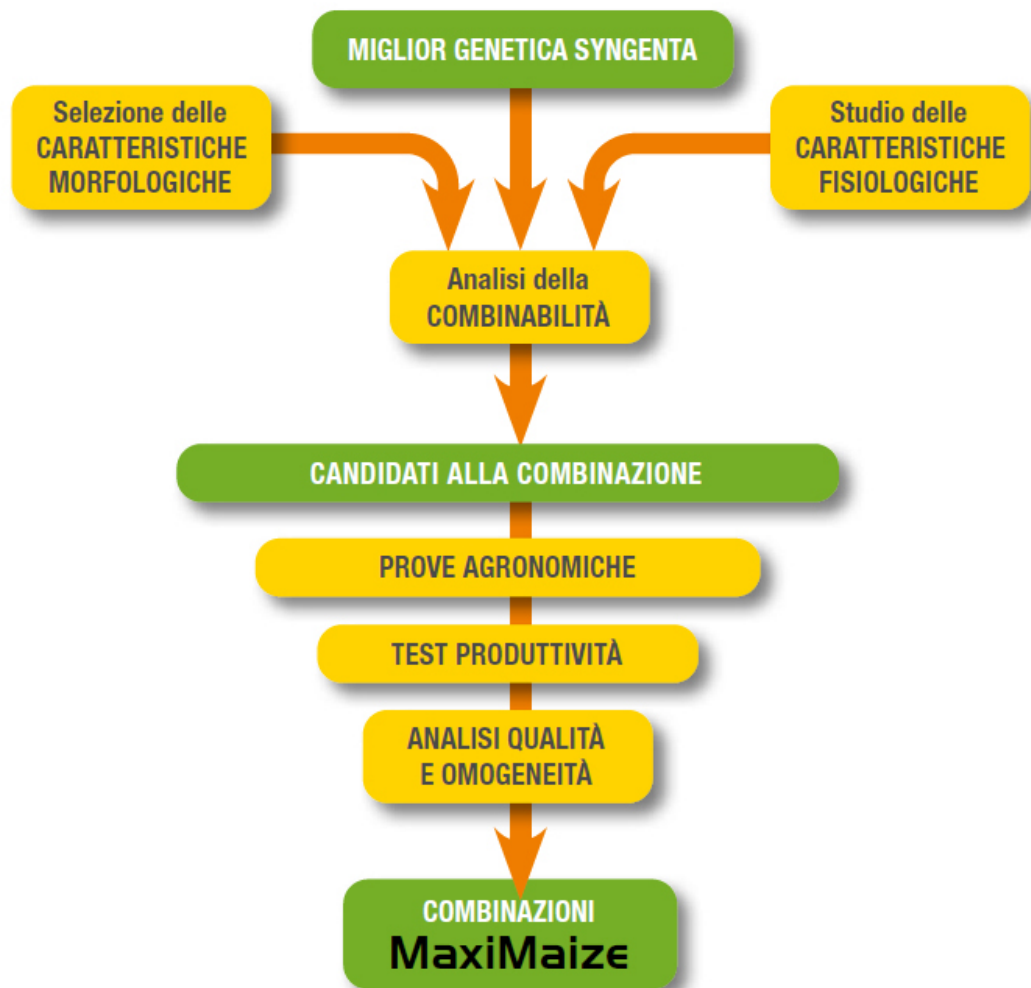 MIGLIOR GENETICA SYNGENTA
Selezione delle
CARATTERISTICHE
MORFOLOGICHE
Studio delle
CARATTERISTICHE
FISIOLOGICHE
Analisi della
COMBINABILITÀ
CANDIDATI ALLA COMBINAZIONE
PROVE AGRONOMICHE
TEST PRODUTTIVITÀ
ANALISI QUALITÀ
E OMOGENEITÀ
COMBINAZIONI
MaxiMaize